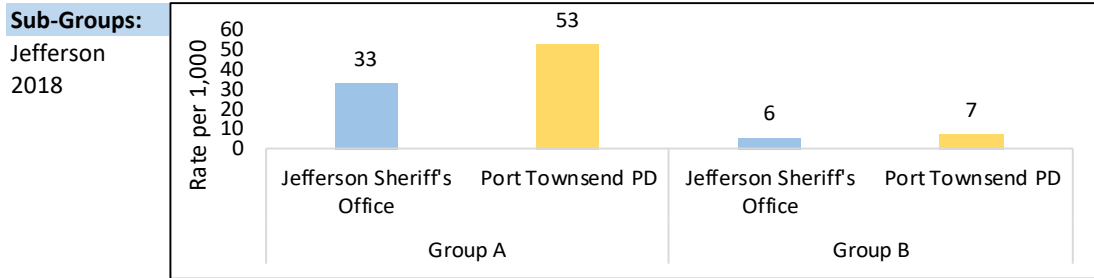 Sub-Groups:
Jefferson
2018
Rate per 1,000
60
50
40
30
20
10
0
33
53
6
7
Jefferson Sheriff's
Office
Port Townsend PD
Jefferson Sheriff's
Office
Port Townsend PD
Group A
Group B